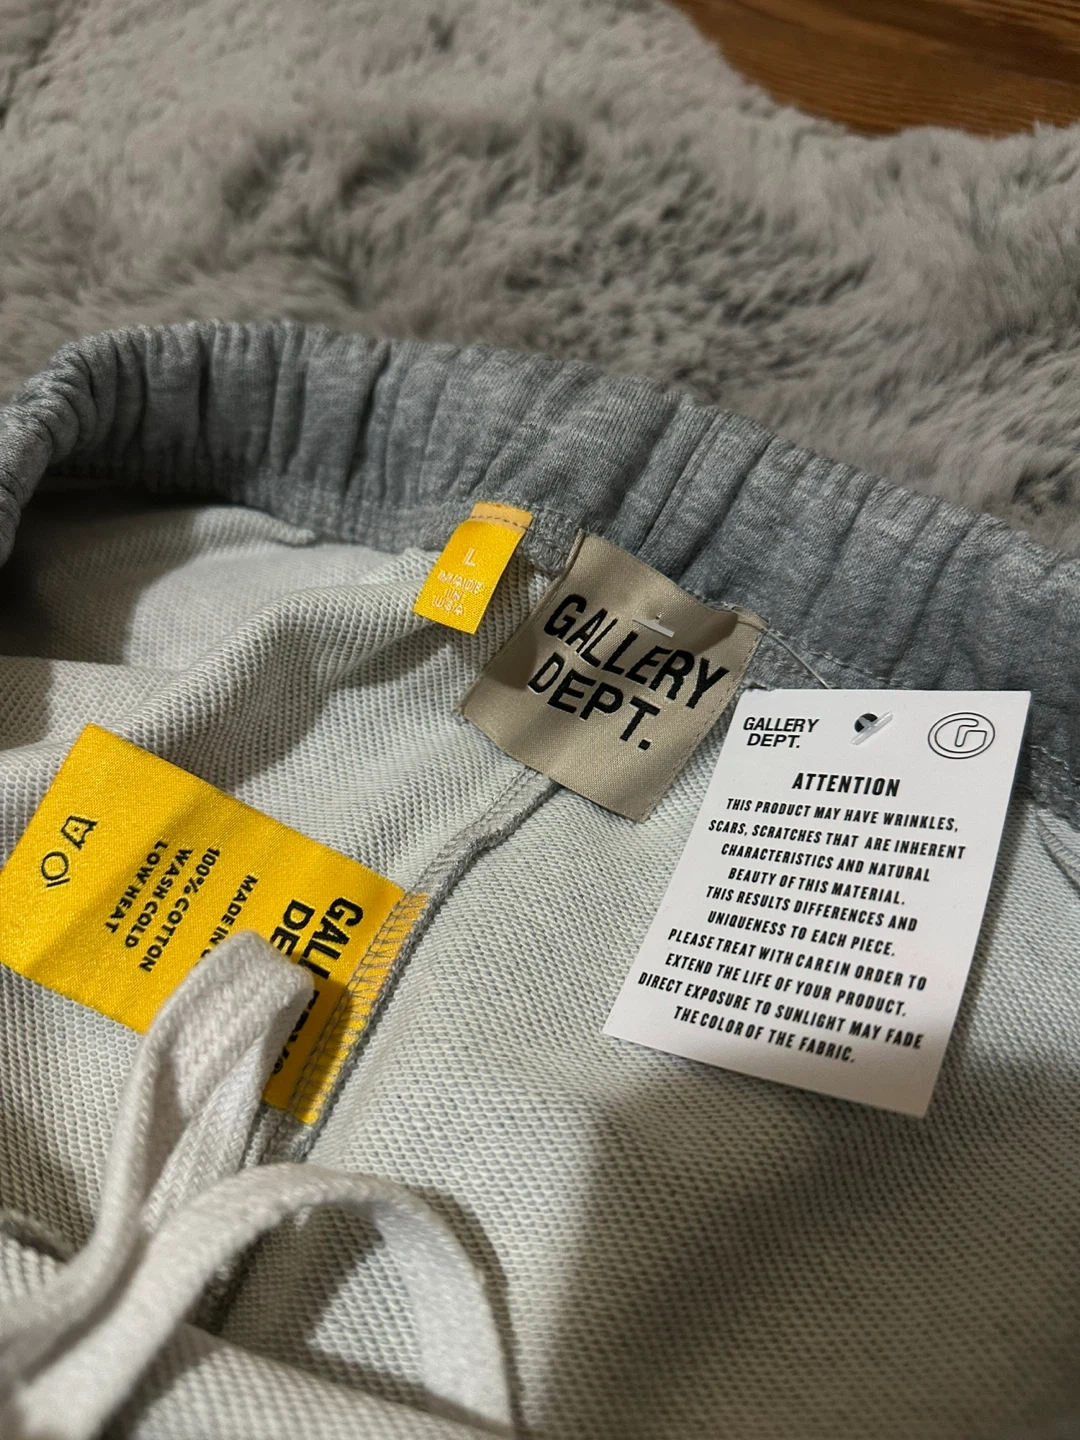 L
MADE
IN
USA
GALLERY
DEPT.
GALLERY
DEPT.
ATTENTION
THIS PRODUCT MAY HAVE WRINKLES,
SCARS, SCRATCHES THAT ARE INHERENT
CHARACTERISTICS AND NATURAL
BEAUTY OF THIS MATERIAL.
THIS RESULTS DIFFERENCES AND
UNIQUENESS TO EACH PIECE.
PLEASE TREAT WITH CAREIN ORDER TO
EXTEND THE LIFE OF YOUR PRODUCT.
DIRECT EXPOSURE TO SUNLIGHT MAY FADE
THE COLOR OF THE FABRIC.
MADE IN
100% COTTON
WASH COLD
LOW HEAT